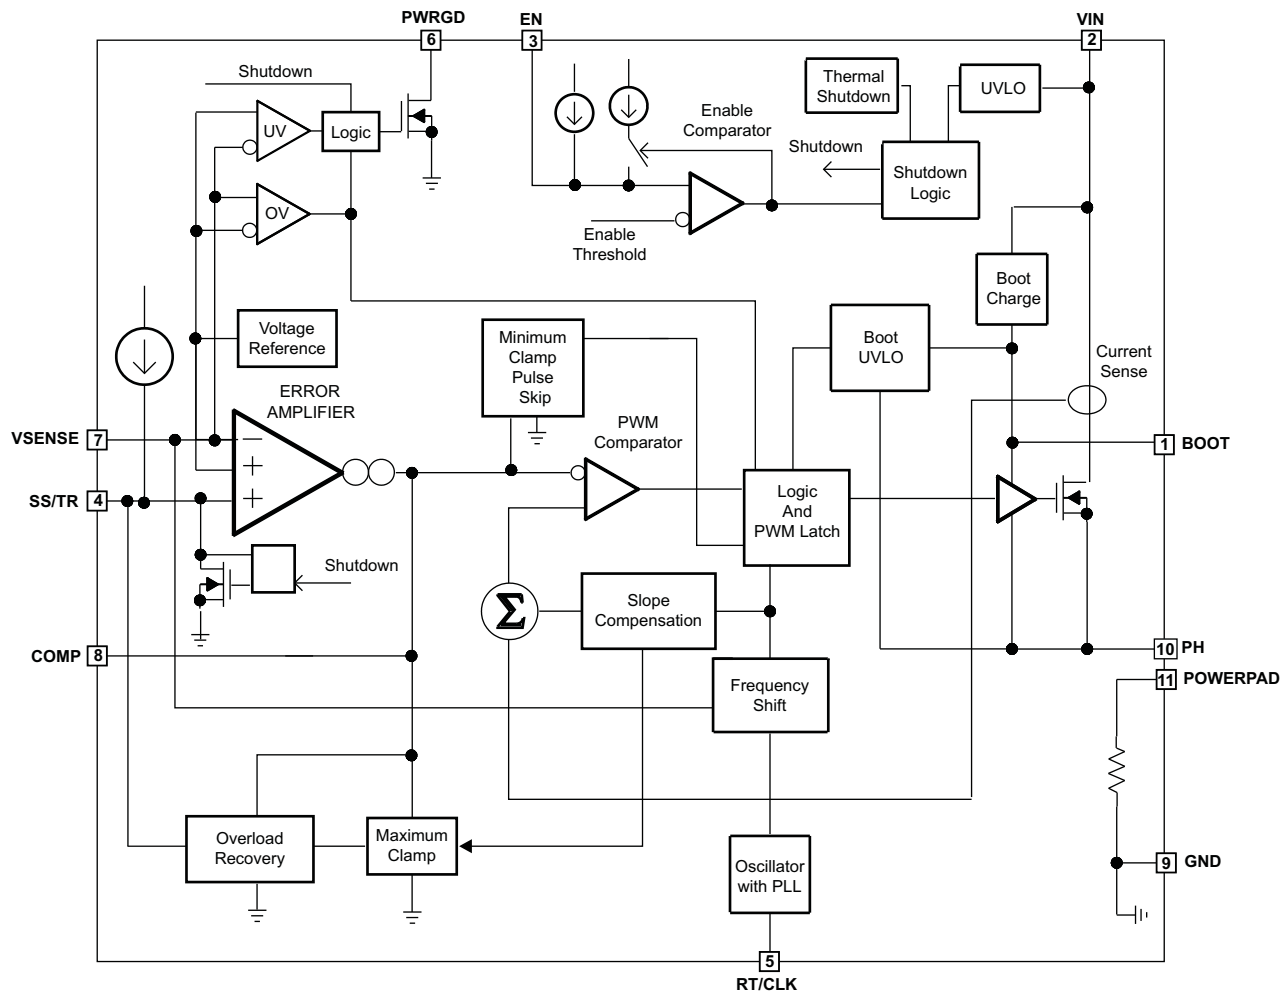 PWRGD
EN
VIN
6
3
2
Shutdown
Thermal
Shutdown
UVLO
Enable
Comparator
UV
Logic
Shutdown
Shutdown
Logic
OV
Enable
Threshold
Boot
Charge
Voltage
Reference
Minimum
Clamp
Pulse
Skip
Boot
UVLO
Current
Sense
ERROR
AMPLIFIER
PWM
Comparator
VSENSE
7
1
BOOT
SS/TR
4
Logic
And
PWM Latch
Shutdown
Σ
Slope
Compensation
COMP
8
10
PH
11
POWERPAD
Frequency
Shift
Overload
Recovery
Maximum
Clamp
Oscillator
with PLL
9
GND
5
RT/CLK